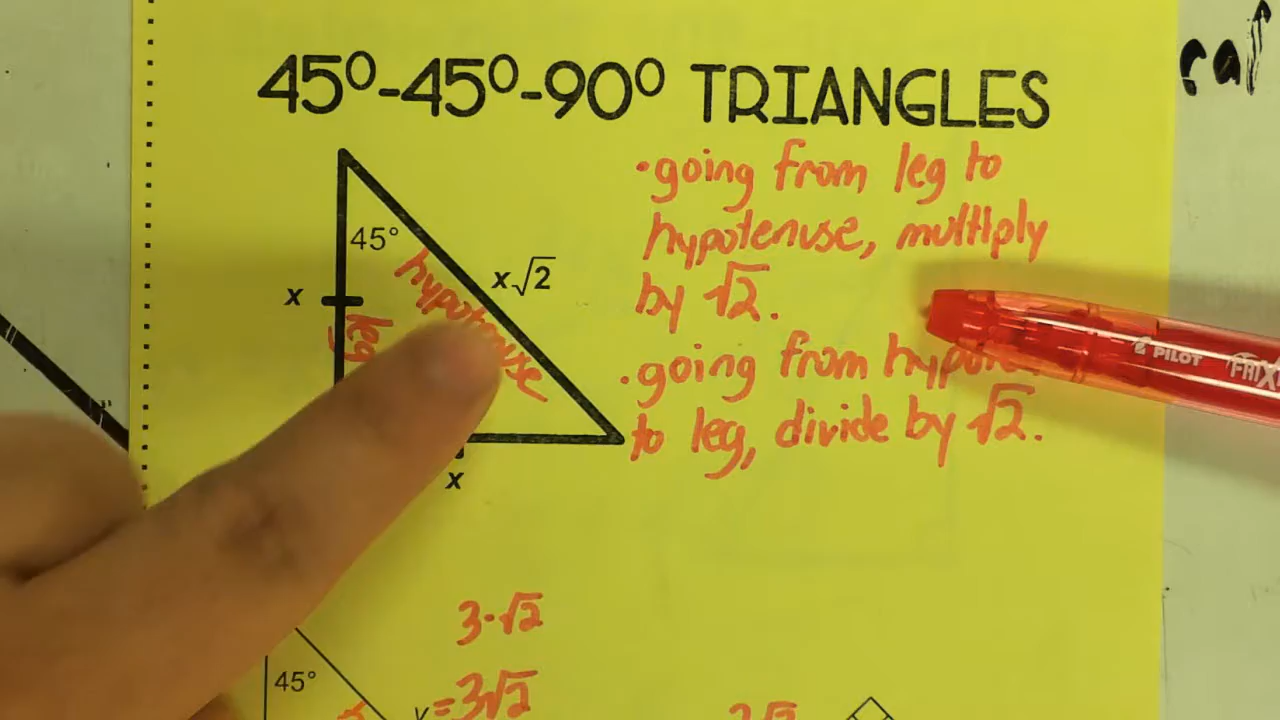 45°-45°-90° TRIANGLES
• going from leg to
hypotenuse, multiply
by √2.
• going from
to leg, divide by √2.
45°
x
x√2
leg
x
PILOT
3·√2
= 3√2
45°